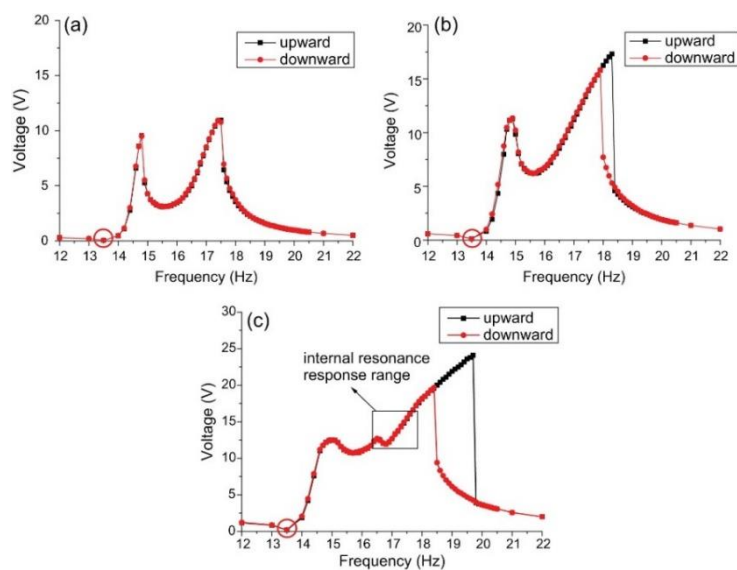 (a)
upward
downward
Voltage (V)
20
15
10
5
0
12 13 14 15 16 17 18 19 20 21 22
Frequency (Hz)
(b)
upward
downward
Voltage (V)
20
15
10
5
0
12 13 14 15 16 17 18 19 20 21 22
Frequency (Hz)
(c)
upward
downward
internal resonance
response range
Voltage (V)
30
25
20
15
10
5
0
12 13 14 15 16 17 18 19 20 21 22
Frequency (Hz)